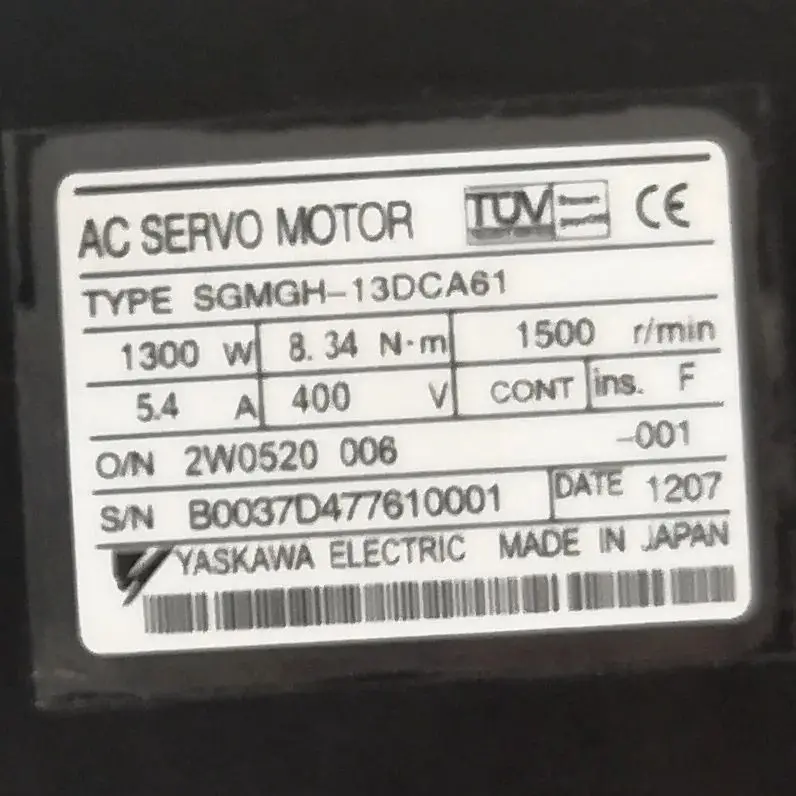 AC SERVO MOTOR TÜV CE
TYPE SGMGH-13DCA61
1300 W 8.34 N·m 1500 r/min
5.4 A 400 V CONT ins. F
O/N 2W0520 006 -001
S/N B0037D477610001 DATE 1207
YASKAWA ELECTRIC MADE IN JAPAN